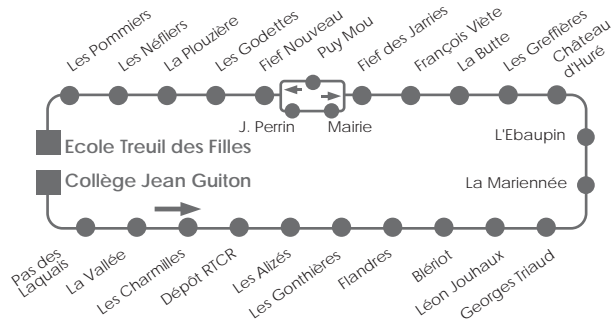 Les Pommiers
Les Néfliers
La Plouzière
Les Godettes
Fief Nouveau
Puy Mou
Fief des Jarries
François Viète
La Butte
Les Greffières
Château
d'Huré
J. Perrin
Mairie
L'Ebaupin
Ecole Treuil des Filles
Collège Jean Guiton
La Mariennée
Pas des
Laquais
La Vallée
Les Charmilles
Dépôt RTCR
Les Alizés
Les Gonthières
Flandres
Blériot
Léon Jouhaux
Georges Triaud